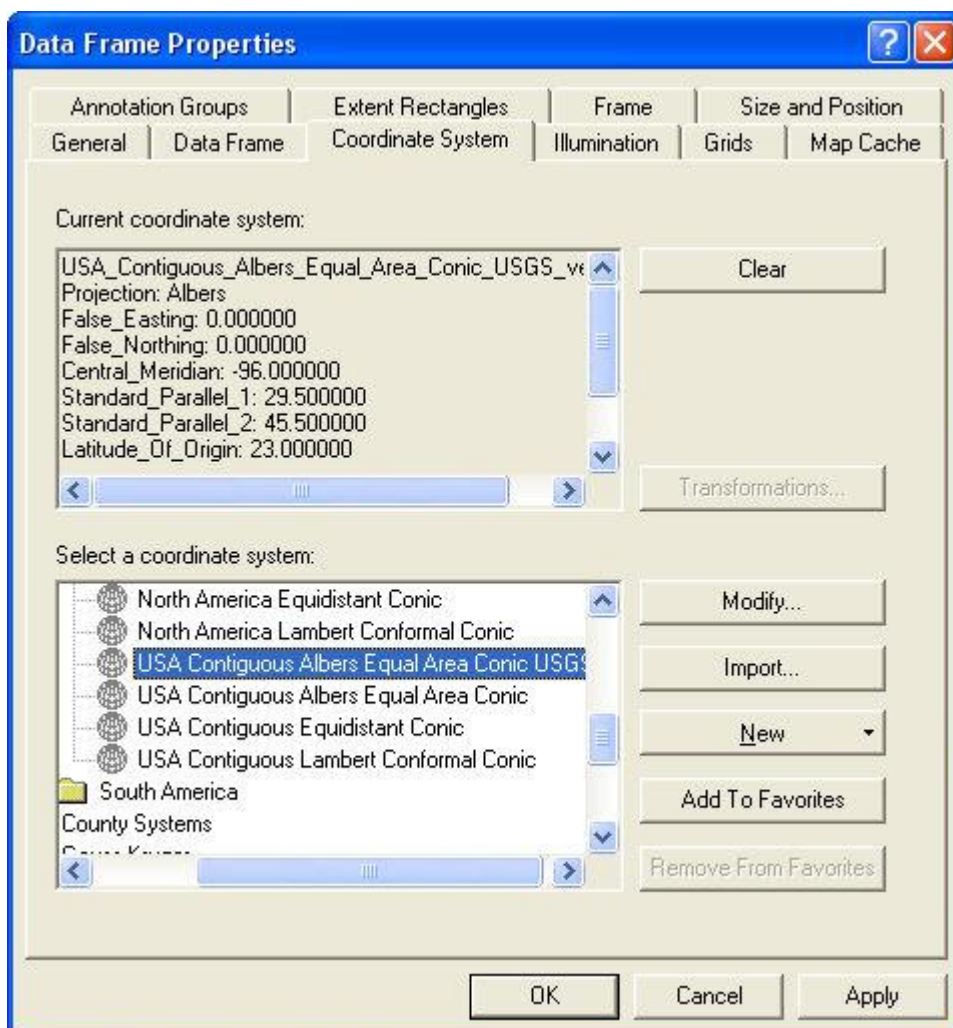 Data Frame Properties
Annotation Groups
Extent Rectangles
Frame
Size and Position
General
Data Frame
Coordinate System
Illumination
Grids
Map Cache
Current coordinate system:
USA_Contiguous_Albers_Equal_Area_Conic_USGS_ve
Projection: Albers
False_Easting: 0.000000
False_Northing: 0.000000
Central_Meridian: -96.000000
Standard_Parallel_1: 29.500000
Standard_Parallel_2: 45.500000
Latitude_Of_Origin: 23.000000
Clear
Transformations...
Select a coordinate system:
North America Equidistant Conic
North America Lambert Conformal Conic
USA Contiguous Albers Equal Area Conic USGS
USA Contiguous Albers Equal Area Conic
USA Contiguous Equidistant Conic
USA Contiguous Lambert Conformal Conic
South America
County Systems
Modify...
Import...
New
Add To Favorites
Remove From Favorites
OK
Cancel
Apply